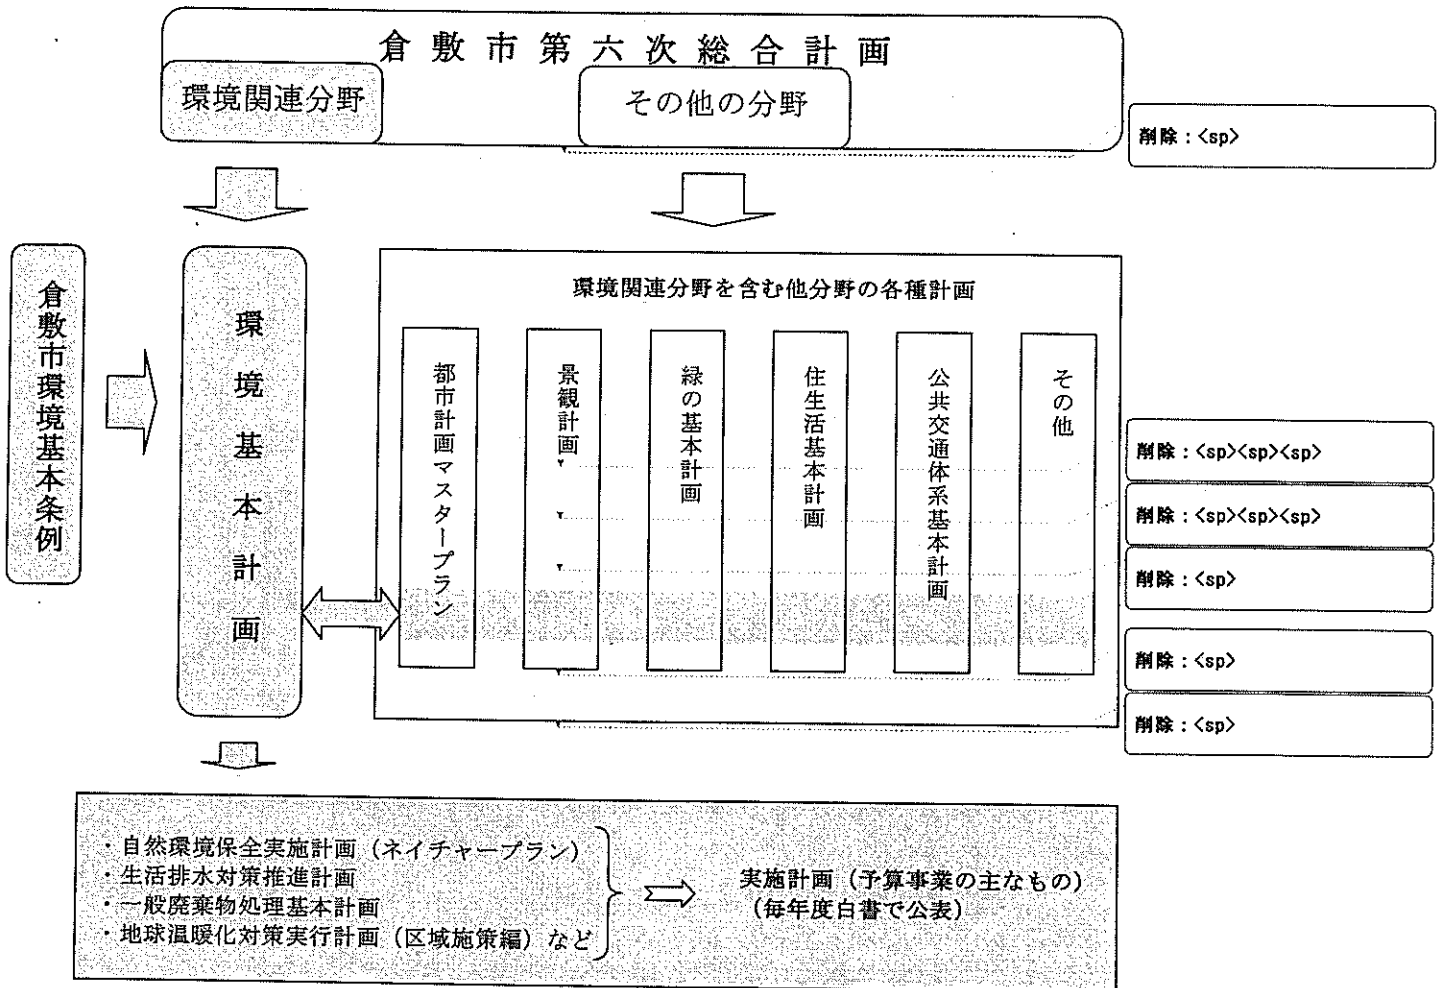 倉敷市第六次総合計画
環境関連分野
その他の分野
削除：<sp>
倉敷市環境基本条例
環境基本計画
環境関連分野を含む他分野の各種計画
都市計画マスタープラン
景観計画
緑の基本計画
住生活基本計画
公共交通体系基本計画
その他
削除：<sp><sp><sp>
削除：<sp><sp><sp>
削除：<sp>
削除：<sp>
削除：<sp>
・自然環境保全実施計画（ネイチャープラン）
・生活排水対策推進計画
・一般廃棄物処理基本計画
・地球温暖化対策実行計画（区域施策編）など
実施計画（予算事業の主なもの）
（毎年度白書で公表）